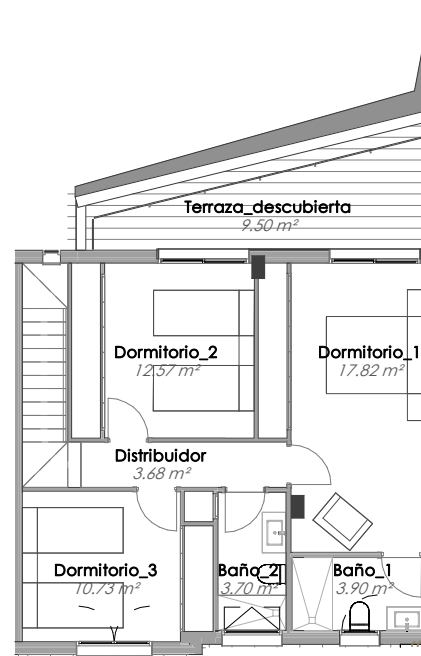 Terraza_descubierta
9.50 m²
Dormitorio_2
12.57 m²
Dormitorio_1
17.82 m²
Distribuidor
3.68 m²
Dormitorio_3
10.73 m²
Baño_2
3.70 m²
Baño_1
3.90 m²